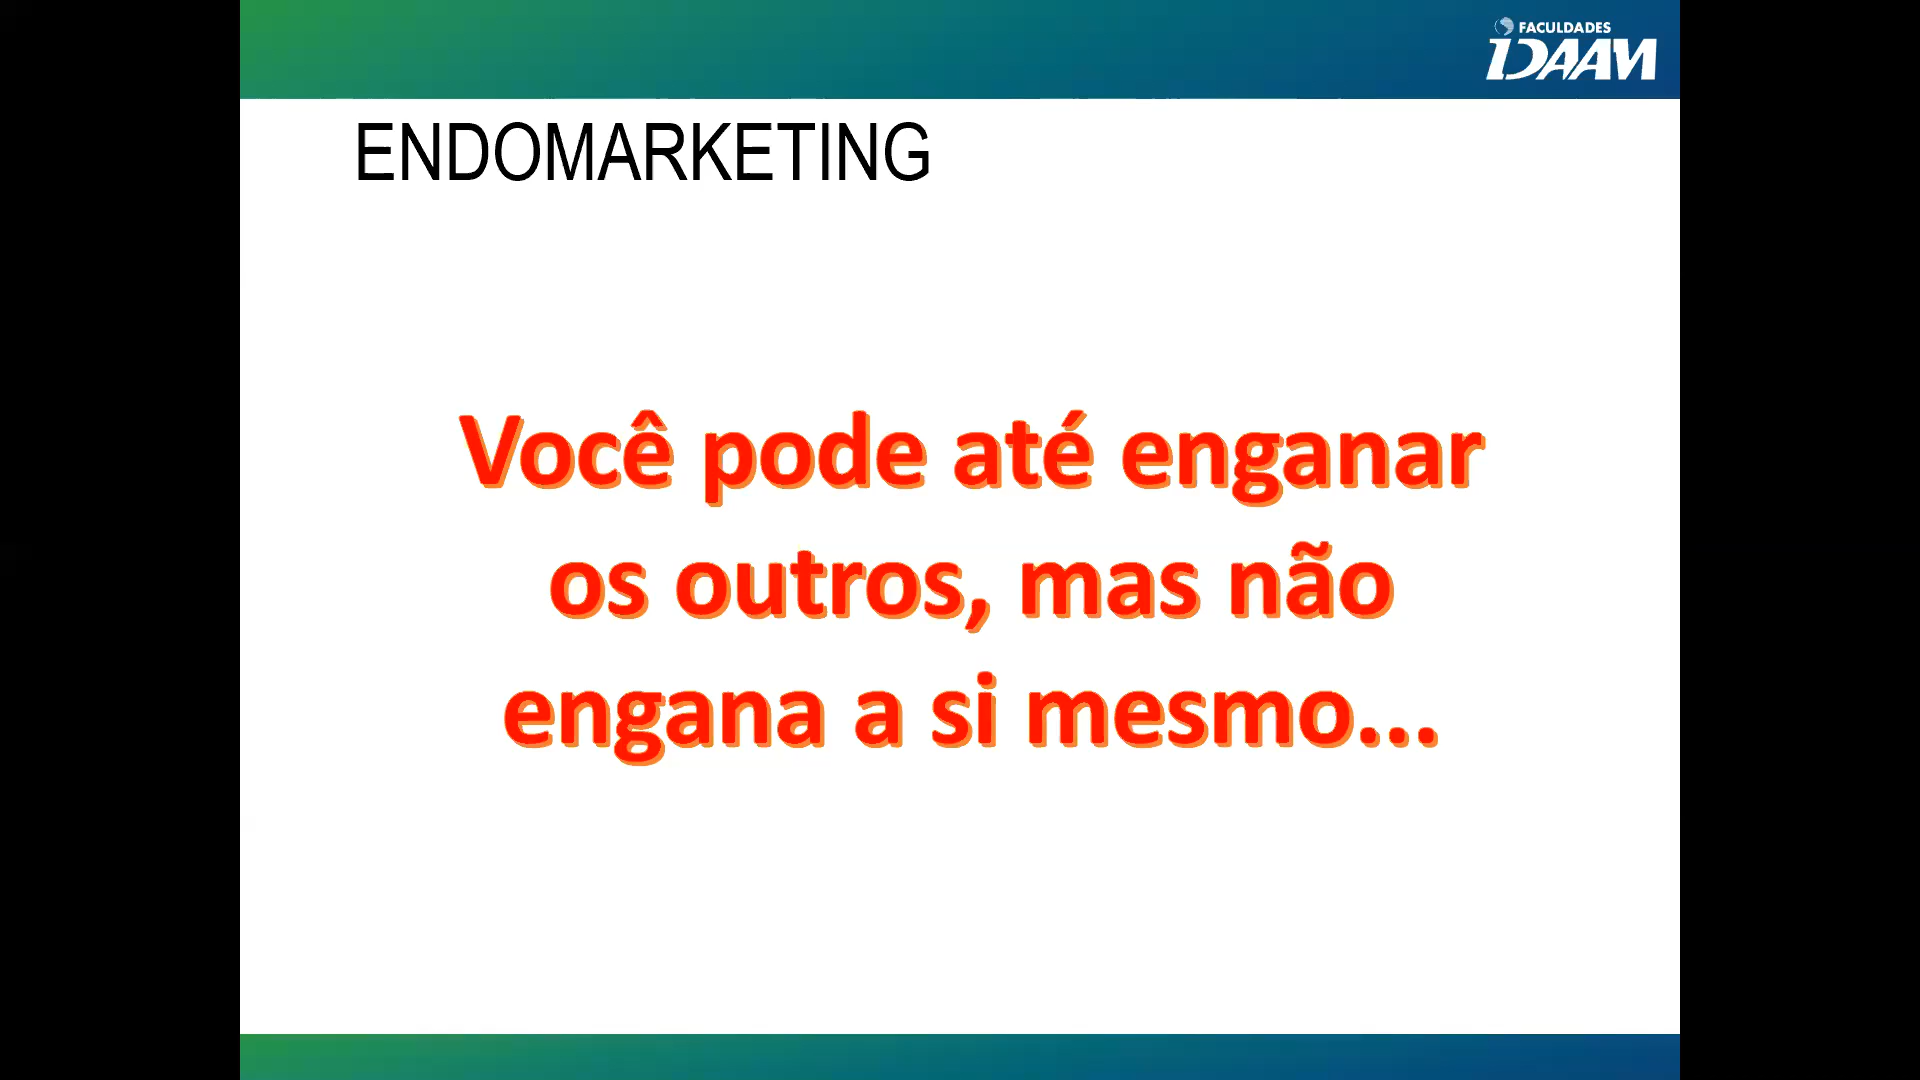 FACULDADES
IDAAM
ENDOMARKETING
Você pode até enganar
os outros, mas não
engana a si mesmo...